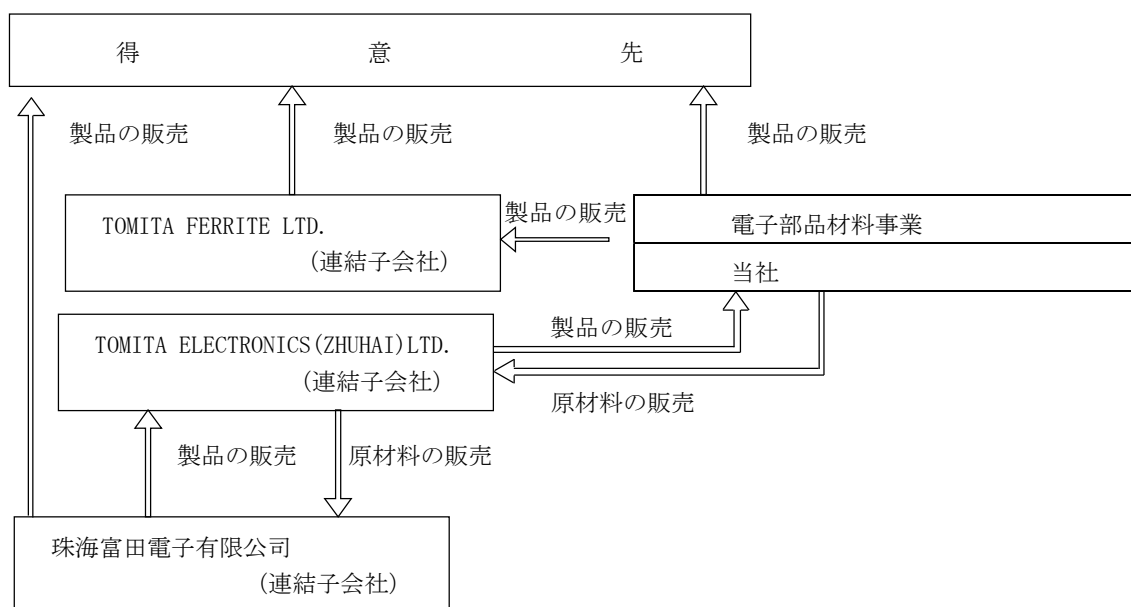 得 意 先
製品の販売
製品の販売
製品の販売
TOMITA FERRITE LTD.
(連結子会社)
製品の販売
電子部品材料事業
当社
TOMITA ELECTRONICS(ZHUHAI)LTD.
(連結子会社)
製品の販売
原材料の販売
製品の販売
原材料の販売
珠海富田電子有限公司
(連結子会社)